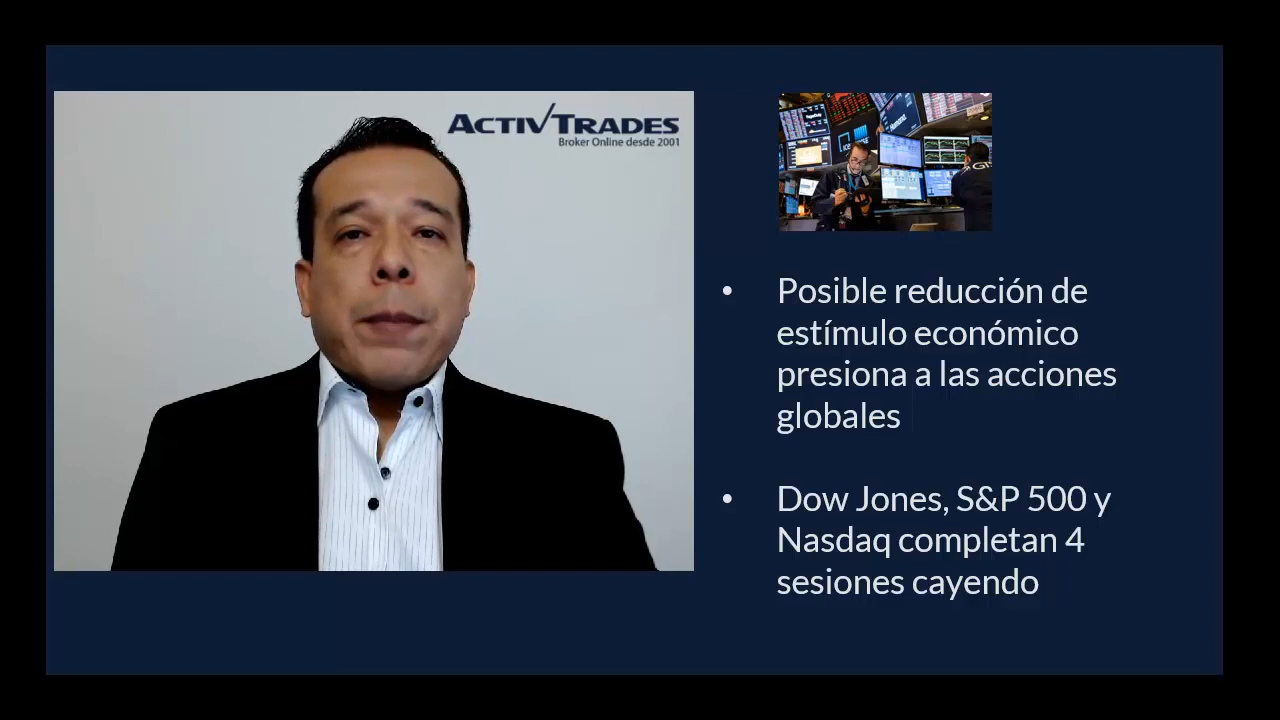 ACTIVTRADES
Broker Online desde 2001
• Posible reducción de
estímulo económico
presiona a las acciones
globales
• Dow Jones, S&P 500 y
Nasdaq completan 4
sesiones cayendo